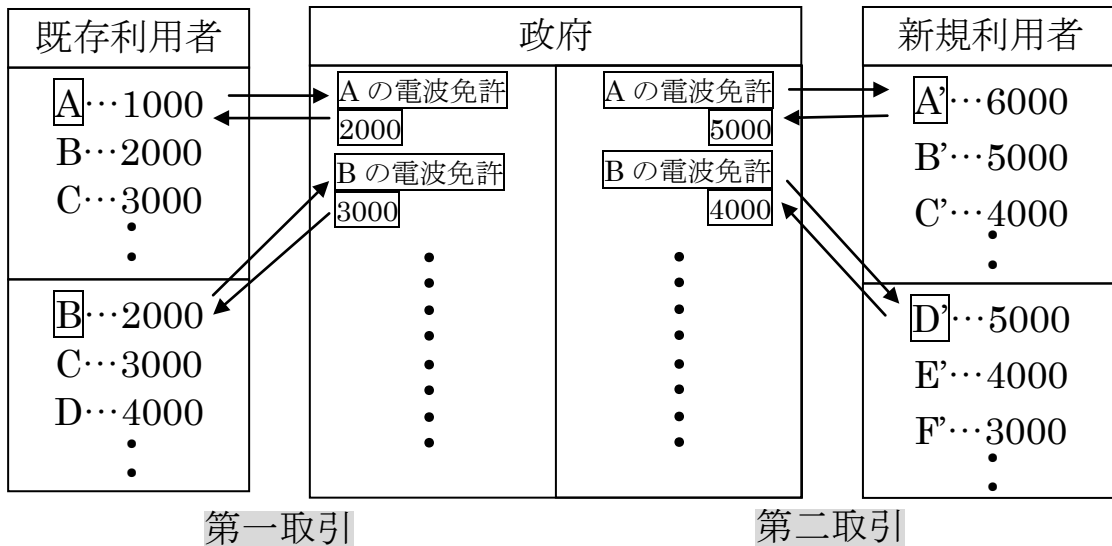 既存利用者
A…1000
B…2000
C…3000
B…2000
C…3000
D…4000
政府
Aの電波免許
2000
Bの電波免許
3000
Aの電波免許
5000
Bの電波免許
4000
新規利用者
A’…6000
B’…5000
C’…4000
D’…5000
E’…4000
F’…3000
第一取引
第二取引